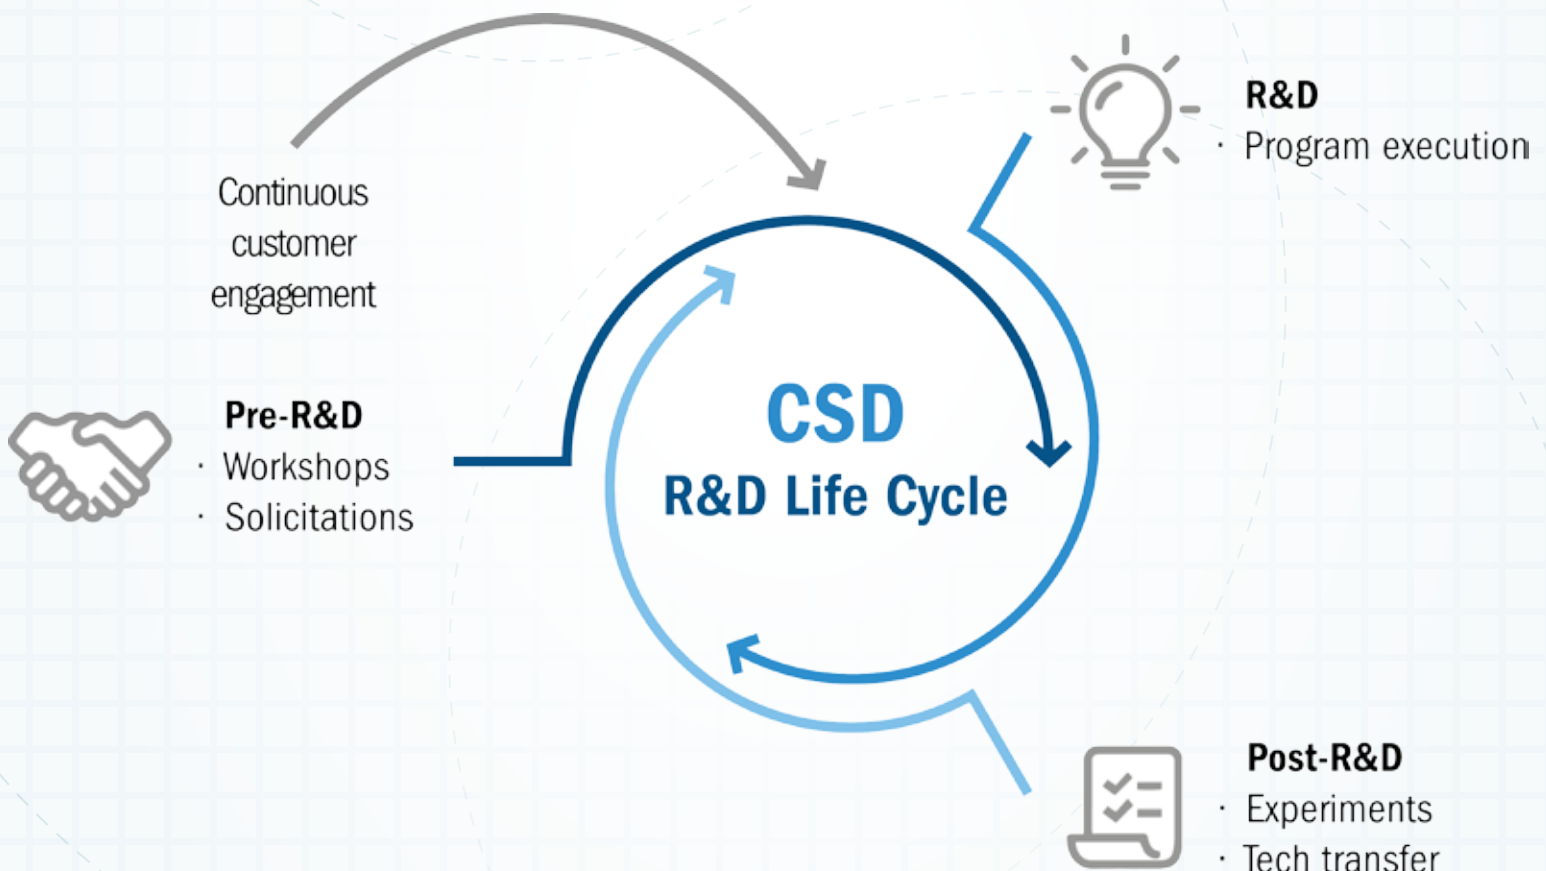 R&D
· Program execution
Continuous
customer
engagement
Pre-R&D
· Workshops
· Solicitations
CSD
R&D Life Cycle
Post-R&D
· Experiments
· Tech transfer